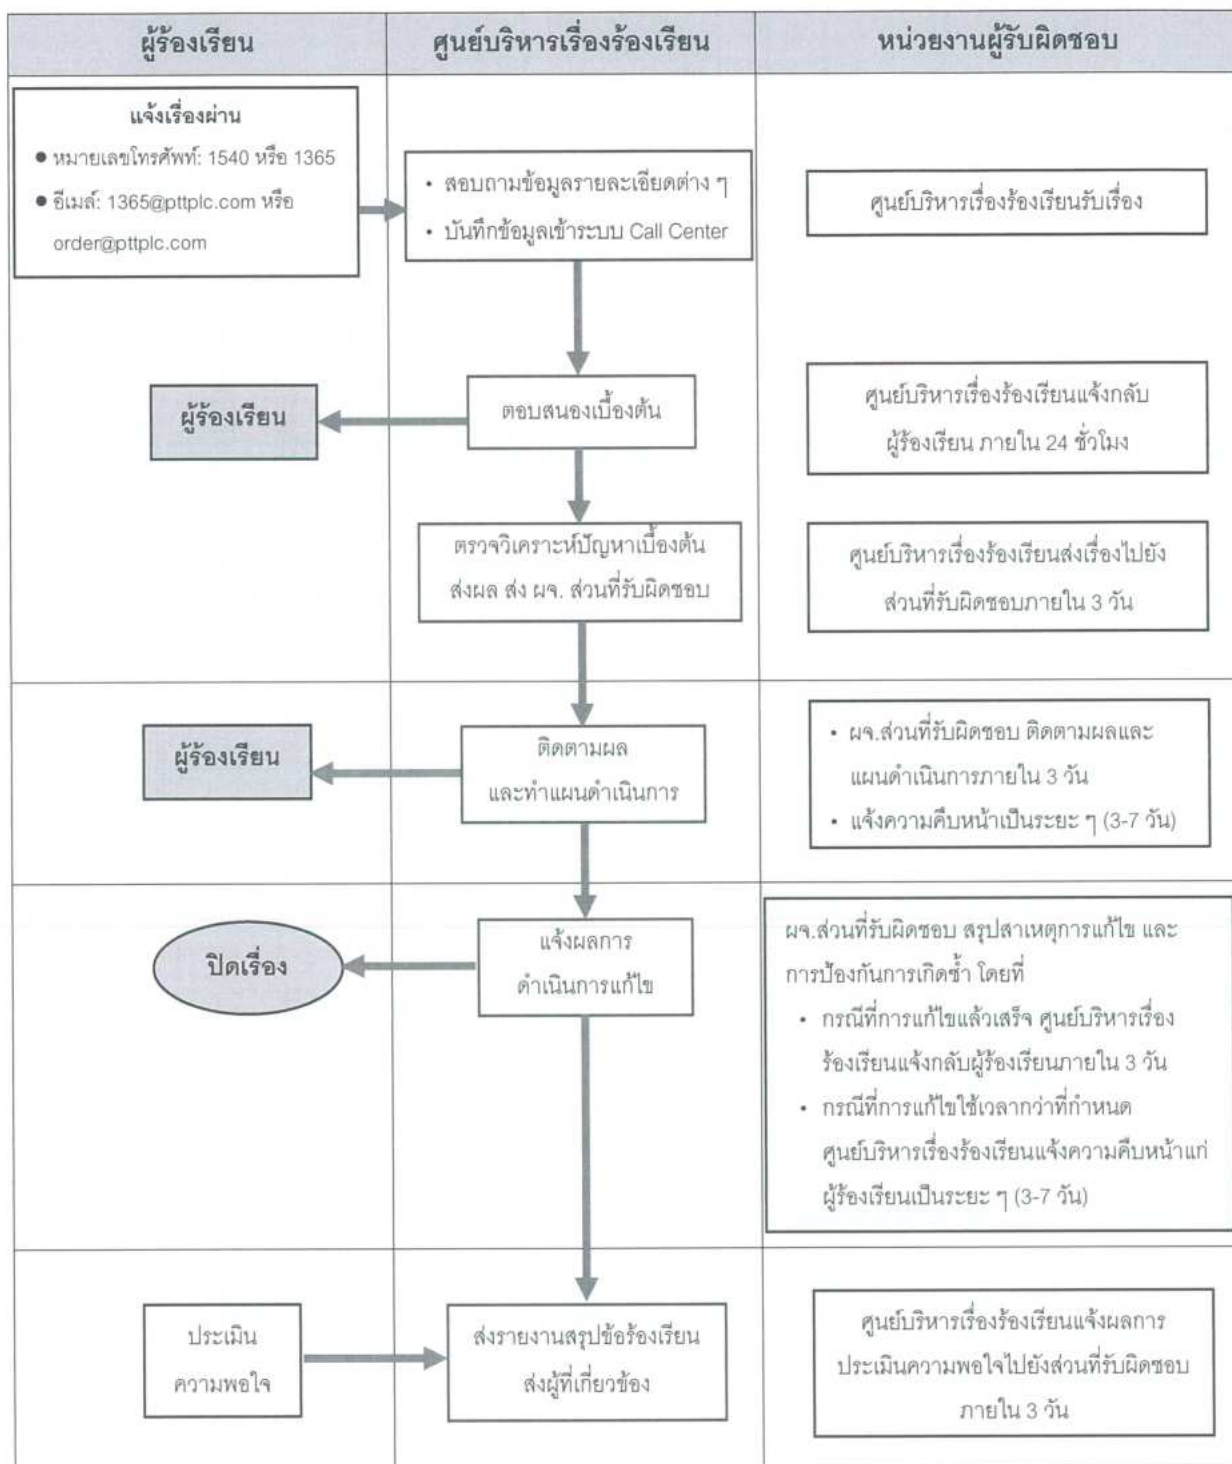 ผู้ร้องเรียน
ศูนย์บริหารเรื่องร้องเรียน
หน่วยงานผู้รับผิดชอบ
แจ้งเรื่องผ่าน
● หมายเลขโทรศัพท์: 1540 หรือ 1365
● อีเมล์: 1365@pttplc.com หรือ
order@pttplc.com
• สอบถามข้อมูลรายละเอียดต่าง ๆ
• บันทึกข้อมูลเข้าระบบ Call Center
ศูนย์บริหารเรื่องร้องเรียนรับเรื่อง
ผู้ร้องเรียน
ตอบสนองเบื้องต้น
ศูนย์บริหารเรื่องร้องเรียนแจ้งกลับ
ผู้ร้องเรียน ภายใน 24 ชั่วโมง
ตรวจวิเคราะห์ปัญหาเบื้องต้น
ส่งผล ส่ง ผจ. ส่วนที่รับผิดชอบ
ศูนย์บริหารเรื่องร้องเรียนส่งเรื่องไปยัง
ส่วนที่รับผิดชอบภายใน 3 วัน
ผู้ร้องเรียน
ติดตามผล
และทำแผนดำเนินการ
• ผจ.ส่วนที่รับผิดชอบ ติดตามผลและ
แผนดำเนินการภายใน 3 วัน
• แจ้งความคืบหน้าเป็นระยะ ๆ (3-7 วัน)
ปิดเรื่อง
แจ้งผลการ
ดำเนินการแก้ไข
ผจ.ส่วนที่รับผิดชอบ สรุปสาเหตุการแก้ไข และ
การป้องกันการเกิดซ้ำ โดยที่
• กรณีที่การแก้ไขแล้วเสร็จ ศูนย์บริหารเรื่อง
ร้องเรียนแจ้งกลับผู้ร้องเรียนภายใน 3 วัน
• กรณีที่การแก้ไขใช้เวลากว่าที่กำหนด
ศูนย์บริหารเรื่องร้องเรียนแจ้งความคืบหน้าแก่
ผู้ร้องเรียนเป็นระยะ ๆ (3-7 วัน)
ประเมิน
ความพอใจ
ส่งรายงานสรุปข้อร้องเรียน
ส่งผู้ที่เกี่ยวข้อง
ศูนย์บริหารเรื่องร้องเรียนแจ้งผลการ
ประเมินความพอใจไปยังส่วนที่รับผิดชอบ
ภายใน 3 วัน